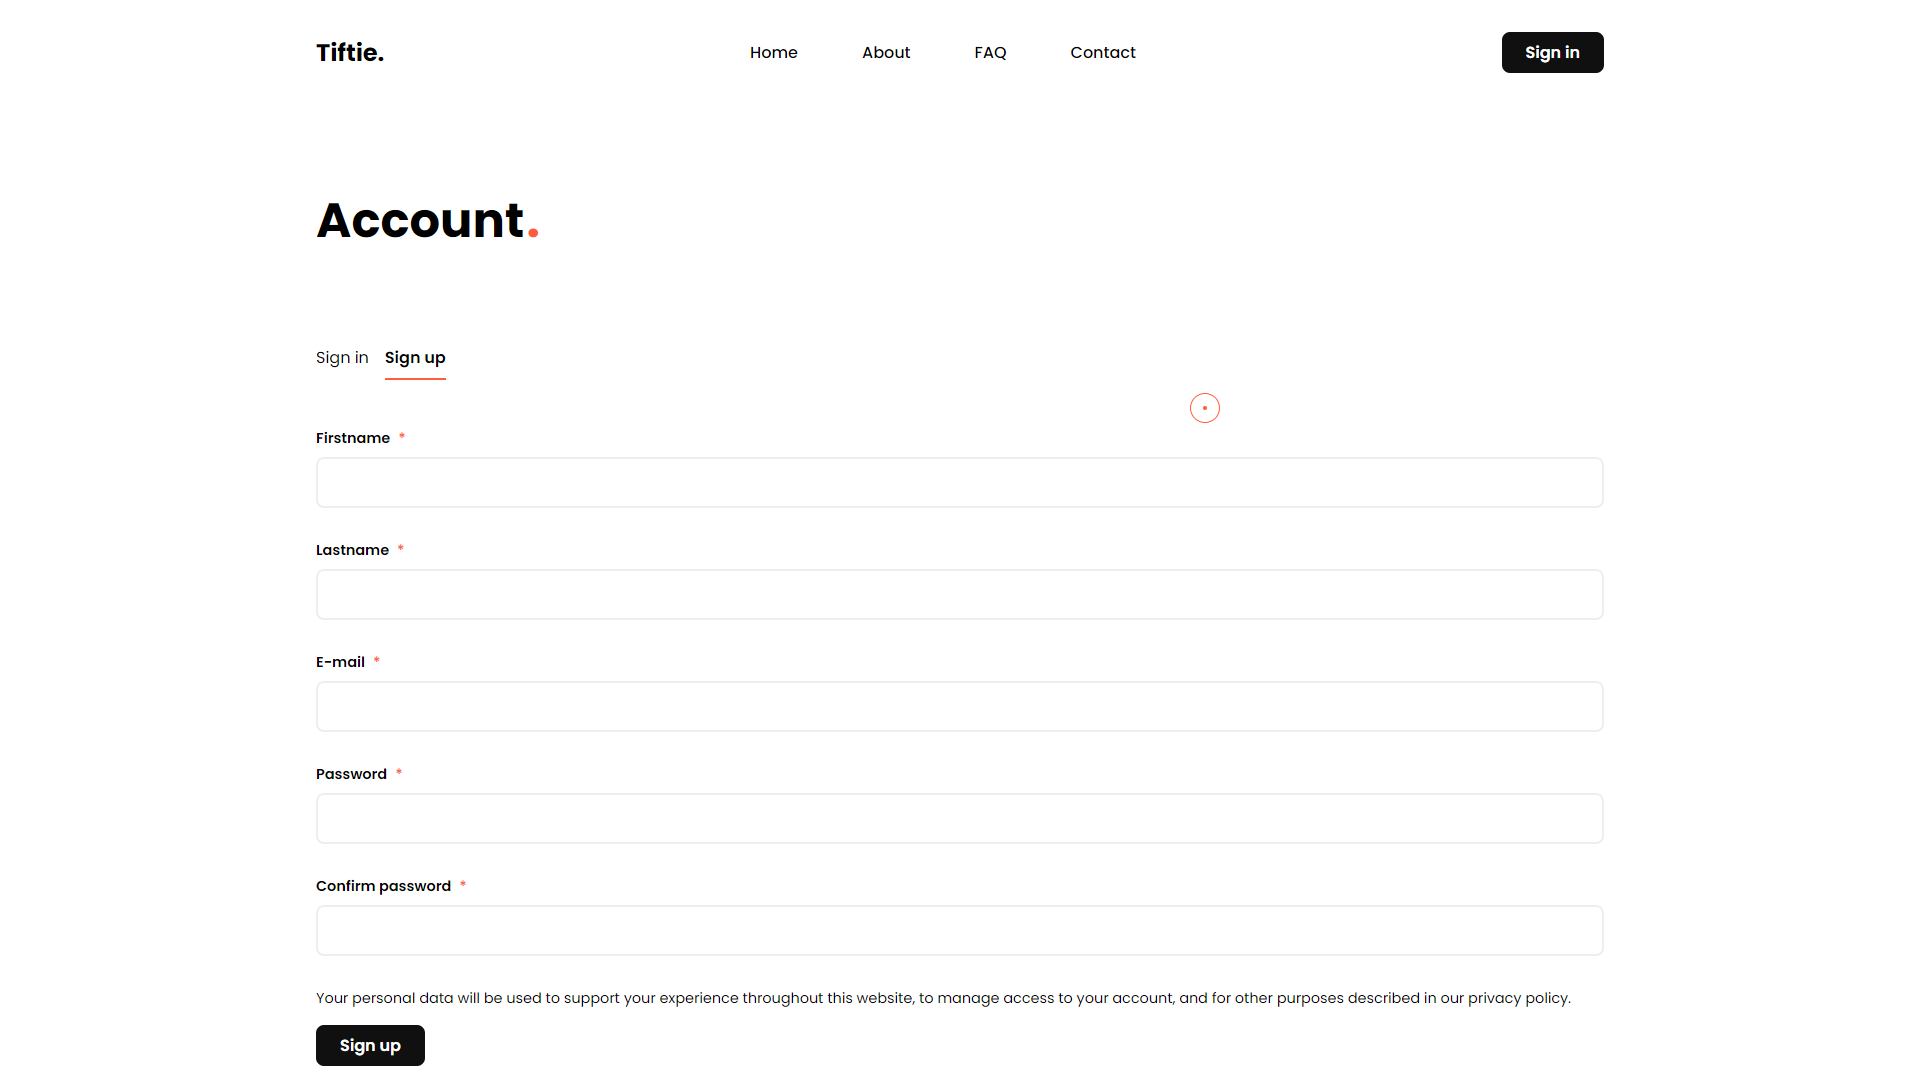 Tiftie.
Home
About
FAQ
Contact
Sign in
Account.
Sign in
Sign up
Firstname *
Lastname *
E-mail *
Password *
Confirm password *
Your personal data will be used to support your experience throughout this website, to manage access to your account, and for other purposes described in our privacy policy.
Sign up